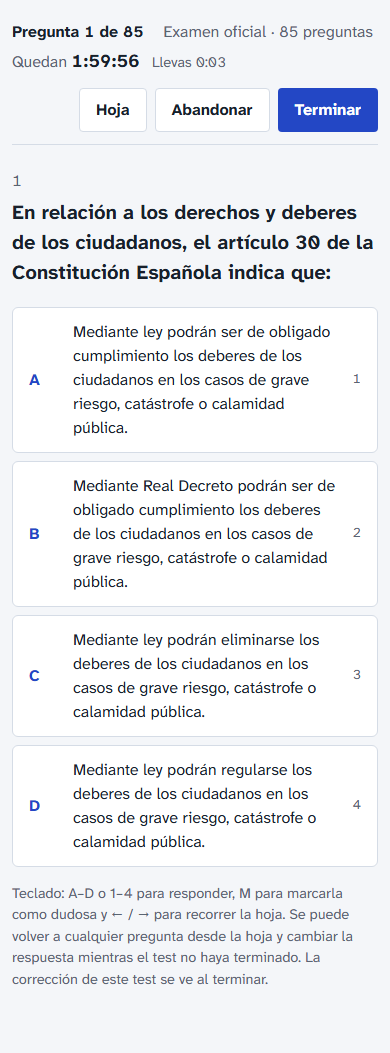 Pregunta 1 de 85 Examen oficial · 85 preguntas
Quedan 1:59:56 Llevas 0:03
Hoja Abandonar Terminar
1
En relación a los derechos y deberes
de los ciudadanos, el artículo 30 de la
Constitución Española indica que:
Mediante ley podrán ser de obligado
cumplimiento los deberes de los
A ciudadanos en los casos de grave 1
riesgo, catástrofe o calamidad
pública.
Mediante Real Decreto podrán ser de
obligado cumplimiento los deberes
B de los ciudadanos en los casos de 2
grave riesgo, catástrofe o calamidad
pública.
Mediante ley podrán eliminarse los
deberes de los ciudadanos en los
C casos de grave riesgo, catástrofe o 3
calamidad pública.
Mediante ley podrán regularse los
deberes de los ciudadanos en los
D casos de grave riesgo, catástrofe o 4
calamidad pública.
Teclado: A–D o 1–4 para responder, M para marcarla
como dudosa y ← / → para recorrer la hoja. Se puede
volver a cualquier pregunta desde la hoja y cambiar la
respuesta mientras el test no haya terminado. La
corrección de este test se ve al terminar.